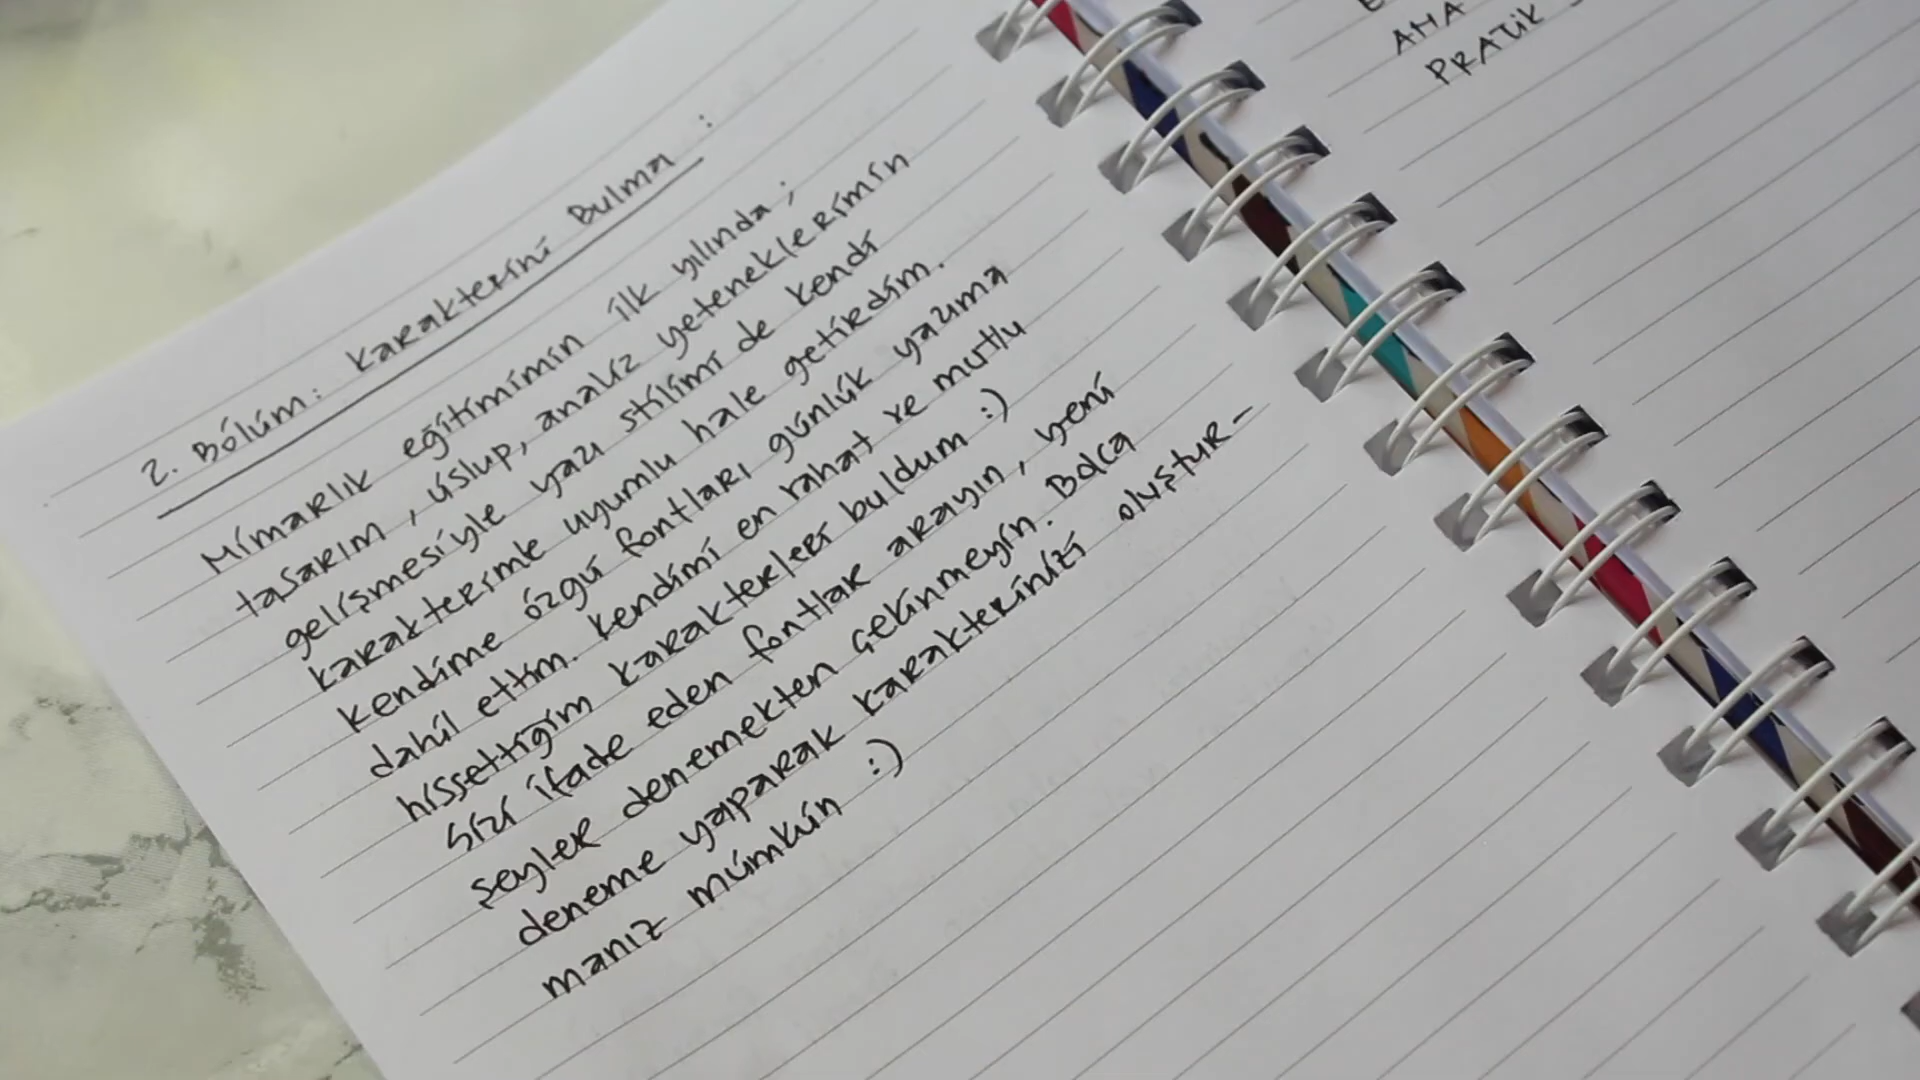 2. Bölüm: Karakterini Bulma :
Mimarlık eğitimimin ilk yılında ;
tasarım , üslup, analiz yeteneklerimin
gelişmesiyle yazı stilimi de kendi
karakterimle uyumlu hale getirdim.
Kendime özgü fontları günlük yazıma
dahil ettim. Kendimi en rahat ve mutlu
hissettiğim karakterleri buldum :)
Sizi ifade eden fontlar arayın , yeni
şeyler denemekten çekinmeyin. Bolca
deneme yaparak karakterinizi oluştur-
manız mümkün :)
AHA
PRATİK